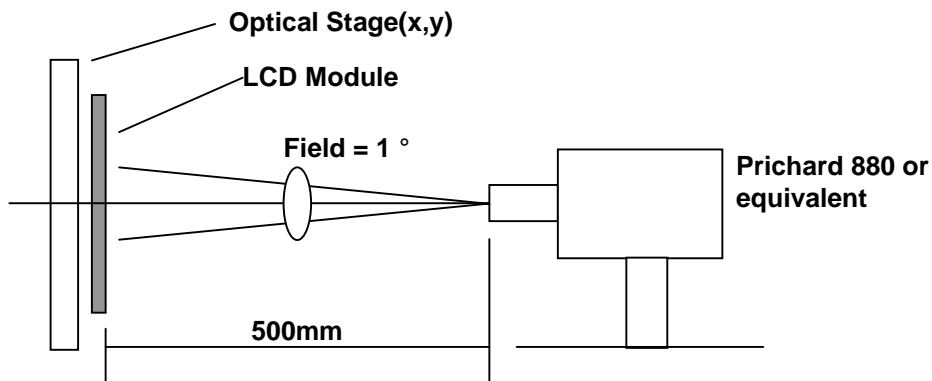 Optical Stage(x,y)
LCD Module
Field = 1 °
Prichard 880 or
equivalent
500mm